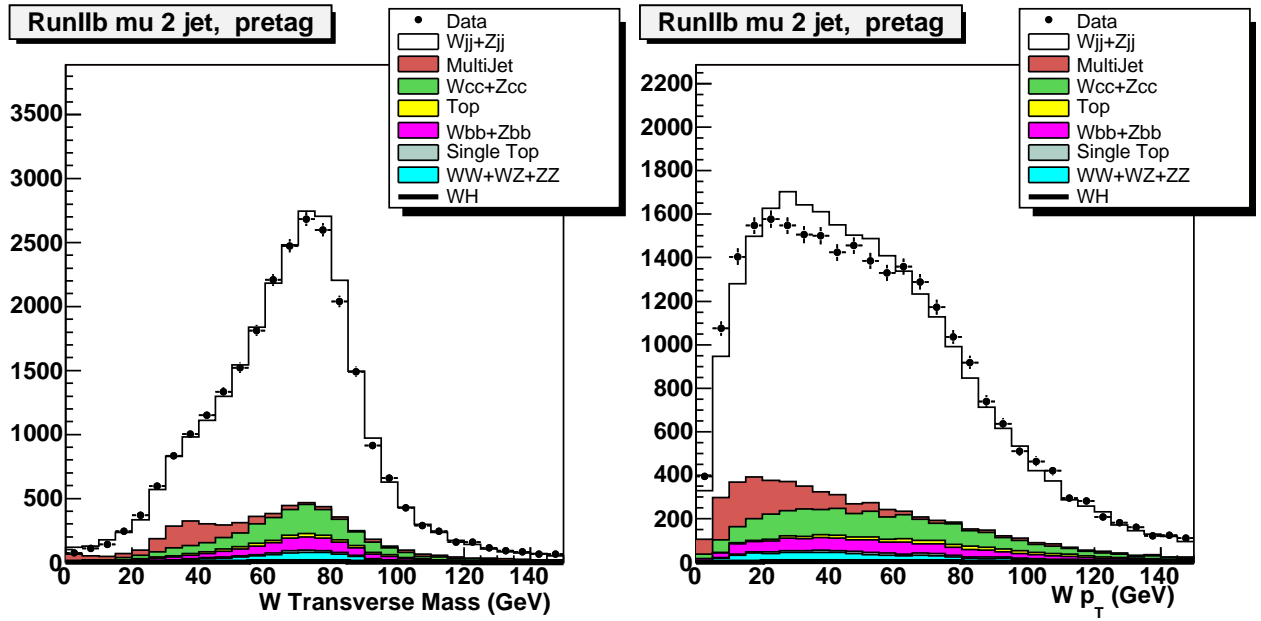 RunIIb mu 2 jet, pretag
Data
Wjj+Zjj
MultiJet
Wcc+Zcc
Top
Wbb+Zbb
Single Top
WW+WZ+ZZ
WH
3500
3000
2500
2000
1500
1000
500
0
0 20 40 60 80 100 120 140
W Transverse Mass (GeV)
RunIIb mu 2 jet, pretag
Data
Wjj+Zjj
MultiJet
Wcc+Zcc
Top
Wbb+Zbb
Single Top
WW+WZ+ZZ
WH
2200
2000
1800
1600
1400
1200
1000
800
600
400
200
0
0 20 40 60 80 100 120 140
W p_T (GeV)